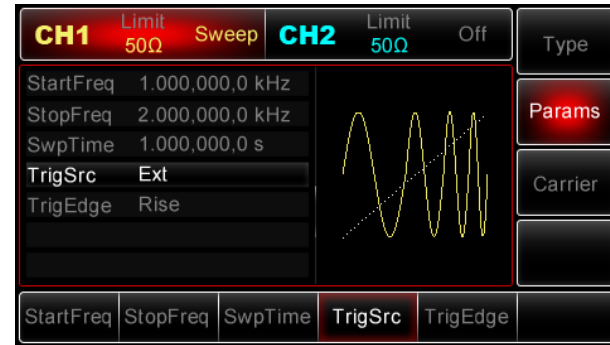 CH1 Limit 50Ω Sweep CH2 Limit 50Ω Off
Type
StartFreq 1.000,000,0 kHz
StopFreq 2.000,000,0 kHz
SwpTime 1.000,000,0 s
TrigSrc Ext
TrigEdge Rise
Params
Carrier
StartFreq StopFreq SwpTime TrigSrc TrigEdge